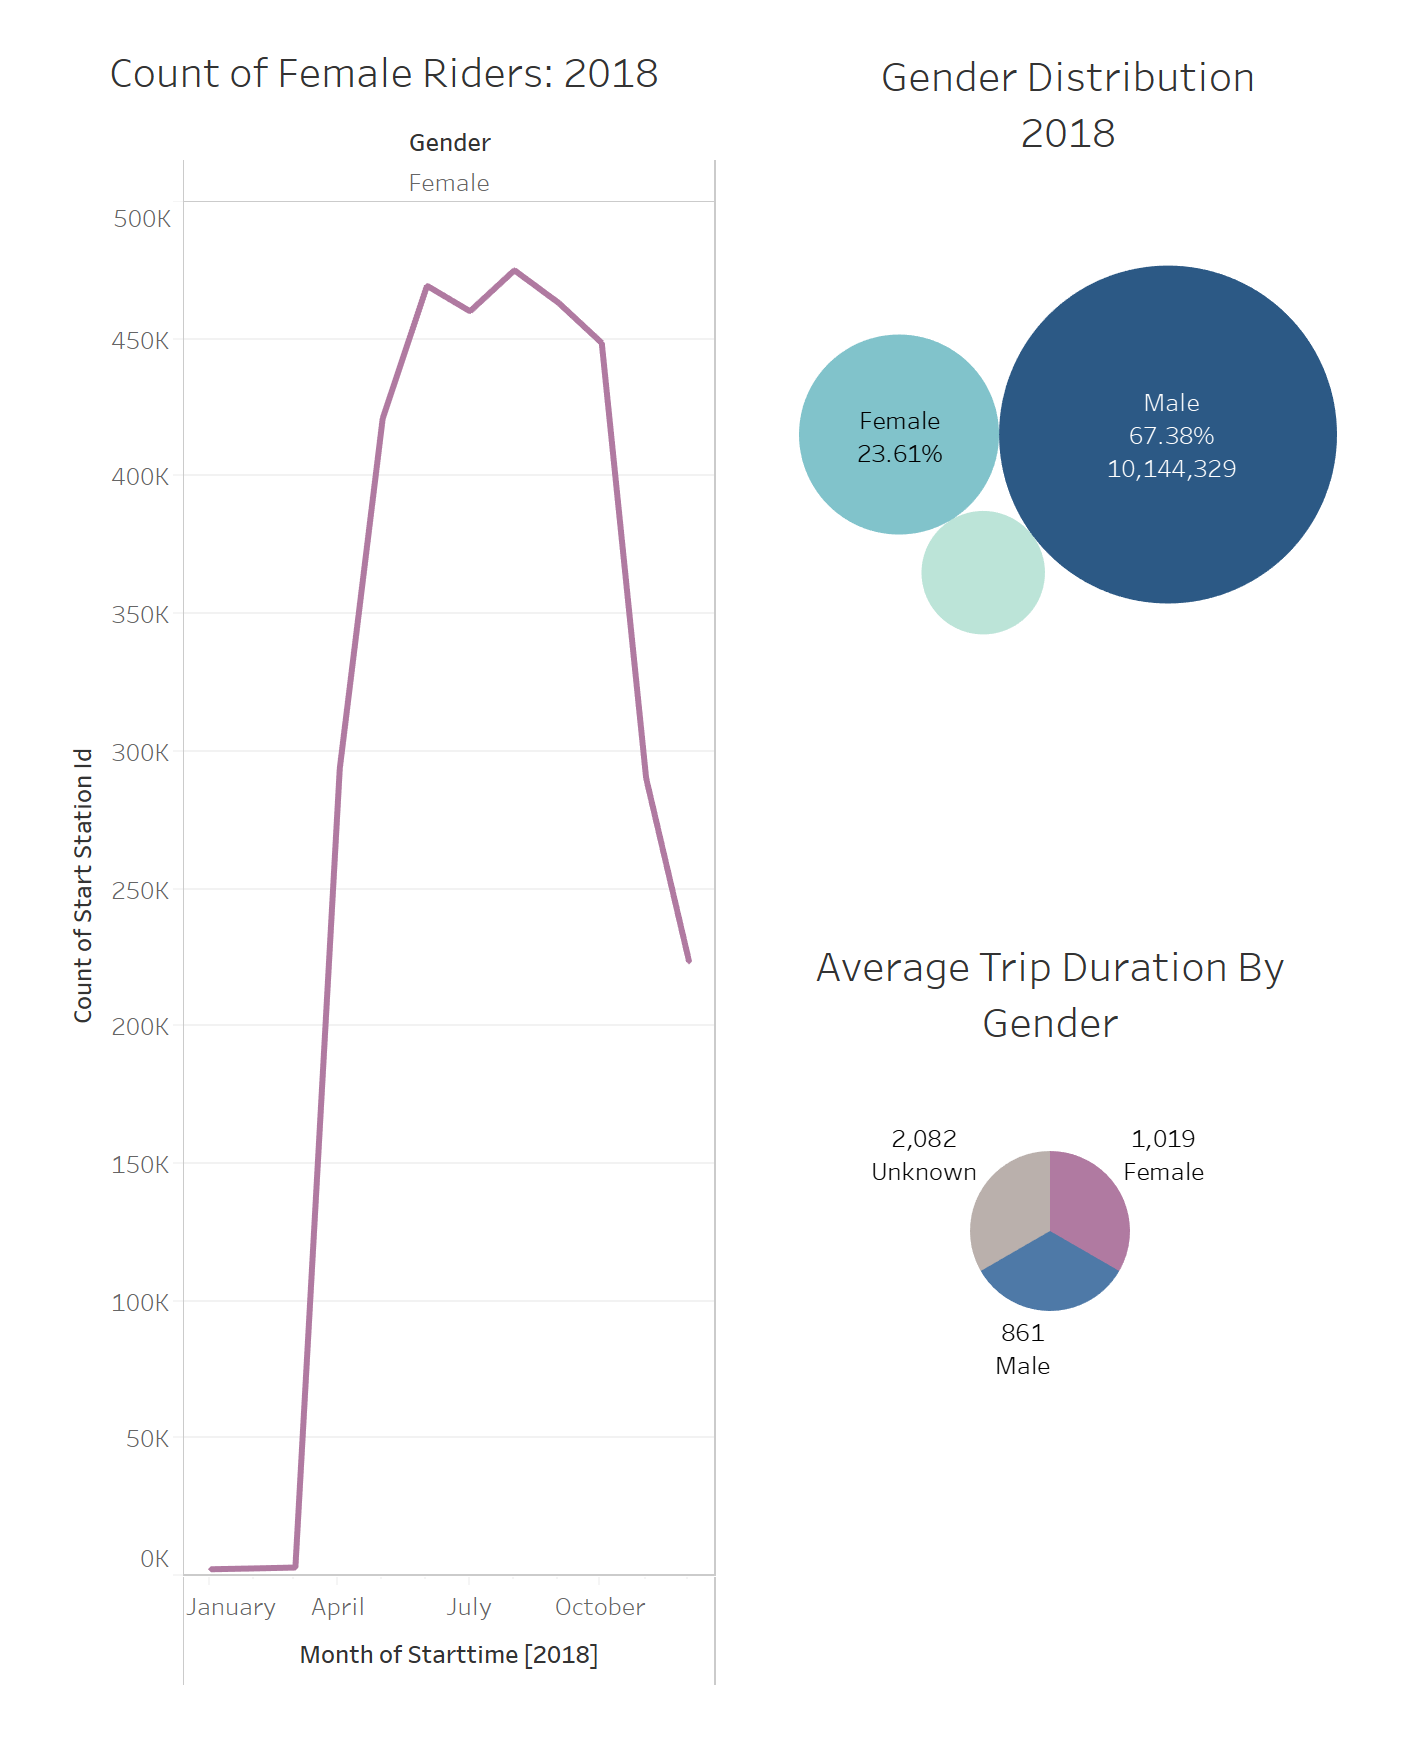 Count of Female Riders: 2018
Gender
Female
500K
450K
400K
350K
300K
250K
200K
150K
100K
50K
0K
Count of Start Station Id
January April July October
Month of Starttime [2018]
Gender Distribution
2018
Female
23.61%
Male
67.38%
10,144,329
Average Trip Duration By
Gender
2,082
Unknown
1,019
Female
861
Male